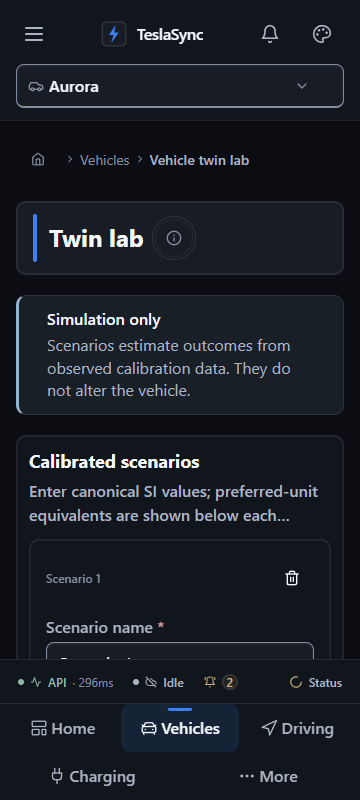 TeslaSync
Aurora
Vehicles
Vehicle twin lab
Twin lab
Simulation only
Scenarios estimate outcomes from
observed calibration data. They do
not alter the vehicle.
Calibrated scenarios
Enter canonical SI values; preferred-unit
equivalents are shown below each...
Scenario 1
Scenario name *
API · 296ms
Idle
2
Status
Home
Vehicles
Driving
Charging
More